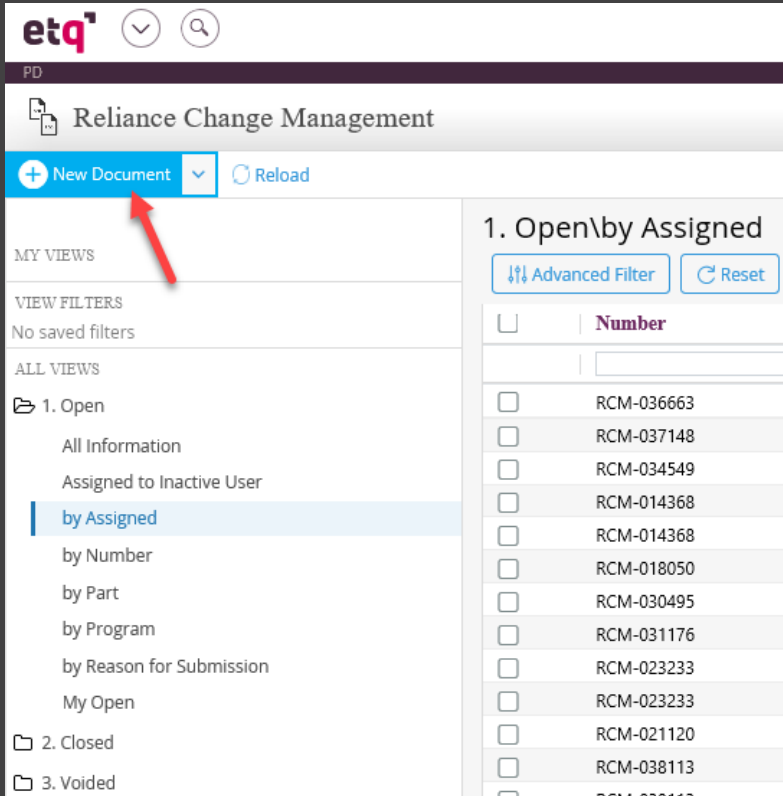 etq
PD
Reliance Change Management
New Document
Reload
MY VIEWS
VIEW FILTERS
No saved filters
ALL VIEWS
1. Open
All Information
Assigned to Inactive User
by Assigned
by Number
by Part
by Program
by Reason for Submission
My Open
2. Closed
3. Voided
1. Open\by Assigned
Advanced Filter Reset
Number
RCM-036663
RCM-037148
RCM-034549
RCM-014368
RCM-014368
RCM-018050
RCM-030495
RCM-031176
RCM-023233
RCM-023233
RCM-021120
RCM-038113